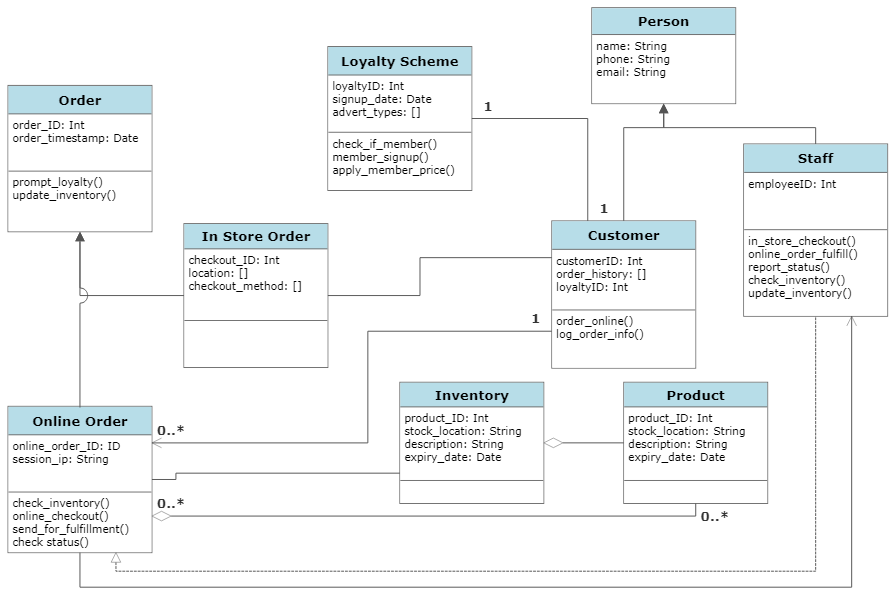 Person
name: String
phone: String
email: String
Loyalty Scheme
loyaltyID: Int
signup_date: Date
advert_types: []
check_if_member()
member_signup()
apply_member_price()
1
Order
order_ID: Int
order_timestamp: Date
prompt_loyalty()
update_inventory()
Staff
employeeID: Int
in_store_checkout()
online_order_fulfill()
report_status()
check_inventory()
update_inventory()
1
In Store Order
checkout_ID: Int
location: []
checkout_method: []
Customer
customerID: Int
order_history: []
loyaltyID: Int
order_online()
log_order_info()
1
Inventory
product_ID: Int
stock_location: String
description: String
expiry_date: Date
Product
product_ID: Int
stock_location: String
description: String
expiry_date: Date
Online Order
online_order_ID: ID
session_ip: String
check_inventory()
online_checkout()
send_for_fulfillment()
check status()
0..*
0..*
0..*